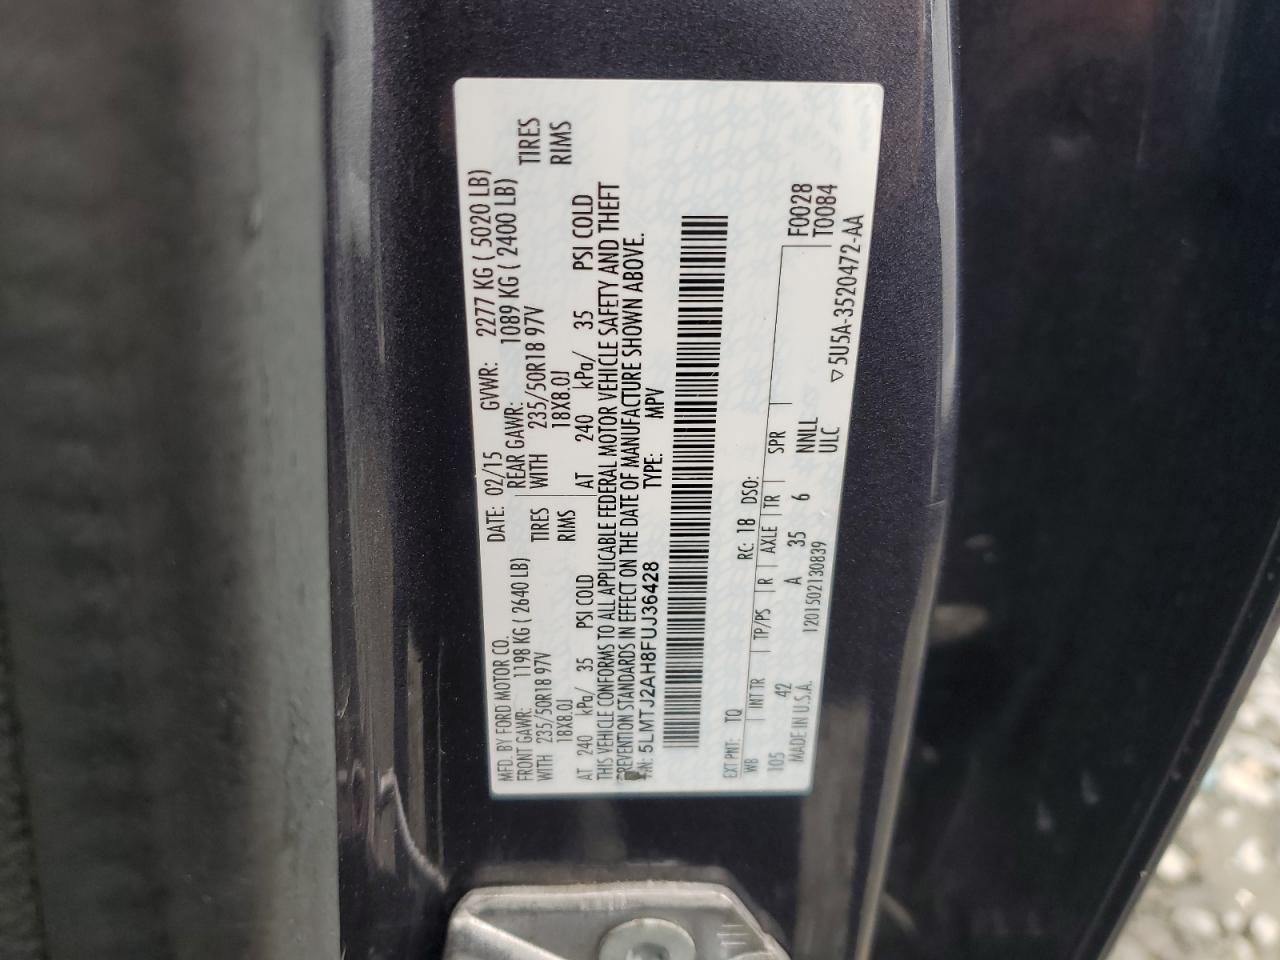 MFD. BY FORD MOTOR CO.
DATE: 02/15 GVWR: 2277 KG ( 5020 LB)
FRONT GAWR: 1198 KG ( 2640 LB) REAR GAWR: 1089 KG ( 2400 LB)
WITH 235/50R18 97V TIRES WITH 235/50R18 97V TIRES
18X8.0J RIMS 18X8.0J RIMS
AT 240 kPa/ 35 PSI COLD AT 240 kPa/ 35 PSI COLD
THIS VEHICLE CONFORMS TO ALL APPLICABLE FEDERAL MOTOR VEHICLE SAFETY AND THEFT
PREVENTION STANDARDS IN EFFECT ON THE DATE OF MANUFACTURE SHOWN ABOVE.
5LMTJ2AH8FUJ36428 TYPE: MPV
EXT PNT: TQ RC: 18 DSO:
WB INT TR TP/PS R AXLE TR SPR F0028
105 42 A 35 6 NNLL T0084
MADE IN U.S.A. ULC
1201502130839 ▽5U5A-3520472-AA